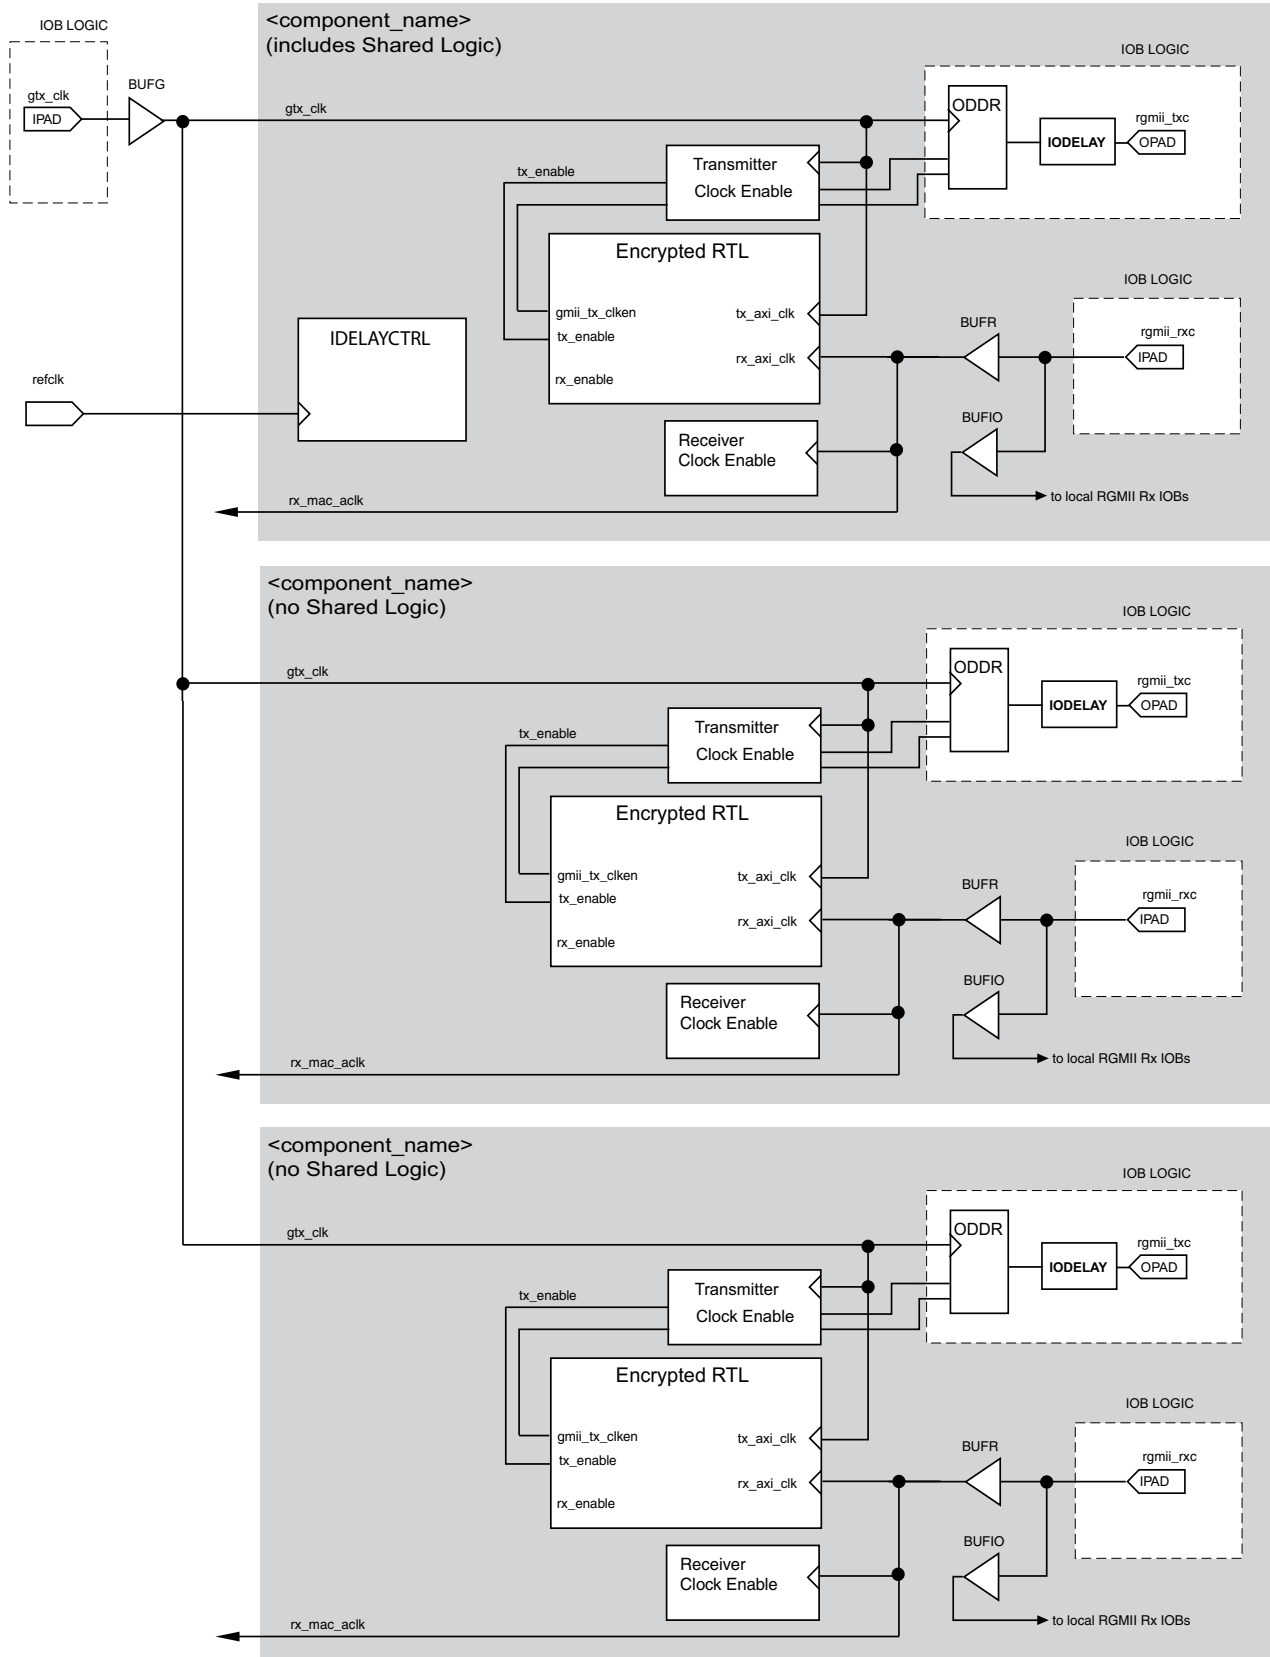 IOB LOGIC
gtx_clk
IPAD
BUFG
<component_name>
(includes Shared Logic)
gtx_clk
IOB LOGIC
ODDR
IODELAY
rgmii_txc
OPAD
tx_enable
Transmitter
Clock Enable
Encrypted RTL
gmii_tx_clken
tx_enable
rx_enable
tx_axi_clk
rx_axi_clk
IOB LOGIC
BUFR
rgmii_rxc
IPAD
BUFIO
to local RGMII Rx IOBs
IDELAYCTRL
refclk
Receiver
Clock Enable
rx_mac_aclk
<component_name>
(no Shared Logic)
gtx_clk
IOB LOGIC
ODDR
IODELAY
rgmii_txc
OPAD
tx_enable
Transmitter
Clock Enable
Encrypted RTL
gmii_tx_clken
tx_enable
rx_enable
tx_axi_clk
rx_axi_clk
IOB LOGIC
BUFR
rgmii_rxc
IPAD
BUFIO
to local RGMII Rx IOBs
Receiver
Clock Enable
rx_mac_aclk
<component_name>
(no Shared Logic)
gtx_clk
IOB LOGIC
ODDR
IODELAY
rgmii_txc
OPAD
tx_enable
Transmitter
Clock Enable
Encrypted RTL
gmii_tx_clken
tx_enable
rx_enable
tx_axi_clk
rx_axi_clk
IOB LOGIC
BUFR
rgmii_rxc
IPAD
BUFIO
to local RGMII Rx IOBs
Receiver
Clock Enable
rx_mac_aclk